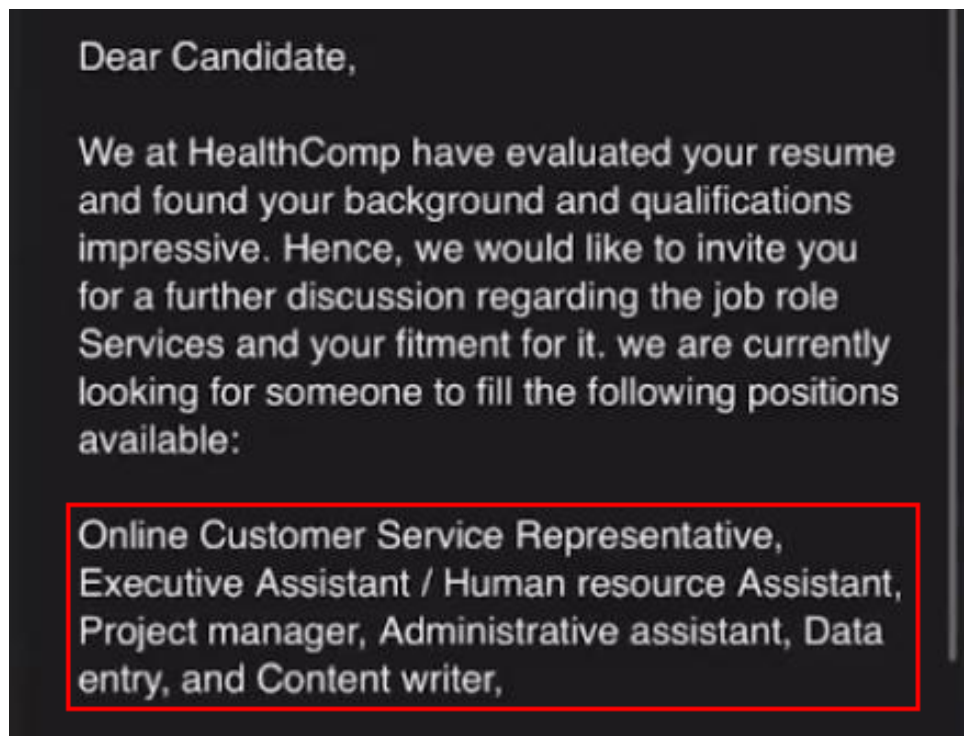 Dear Candidate,
We at HealthComp have evaluated your resume
and found your background and qualifications
impressive. Hence, we would like to invite you
for a further discussion regarding the job role
Services and your fitment for it. we are currently
looking for someone to fill the following positions
available:
Online Customer Service Representative,
Executive Assistant / Human resource Assistant,
Project manager, Administrative assistant, Data
entry, and Content writer,